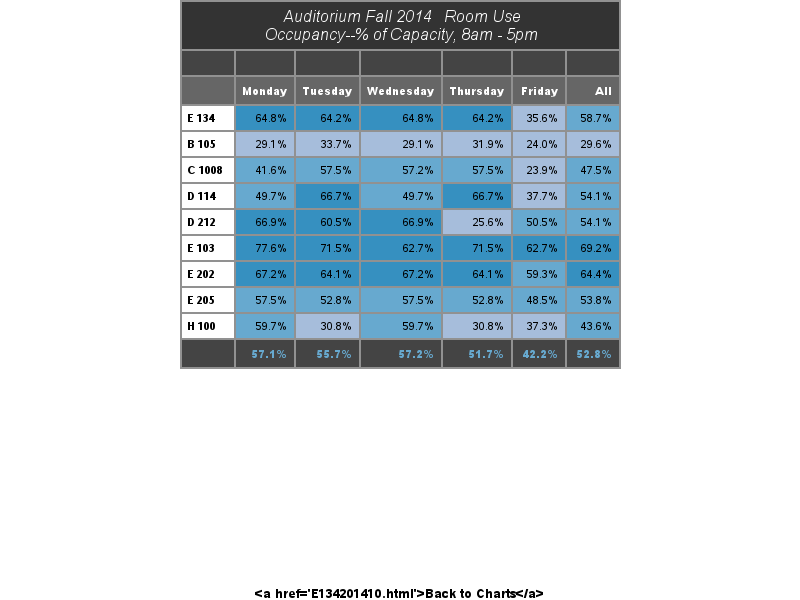 Auditorium Fall 2014   Room Use
Occupancy--% of Capacity, 8am - 5pm
Monday Tuesday Wednesday Thursday Friday All
E 134 64.8% 64.2% 64.8% 64.2% 35.6% 58.7%
B 105 29.1% 33.7% 29.1% 31.9% 24.0% 29.6%
C 1008 41.6% 57.5% 57.2% 57.5% 23.9% 47.5%
D 114 49.7% 66.7% 49.7% 66.7% 37.7% 54.1%
D 212 66.9% 60.5% 66.9% 25.6% 50.5% 54.1%
E 103 77.6% 71.5% 62.7% 71.5% 62.7% 69.2%
E 202 67.2% 64.1% 67.2% 64.1% 59.3% 64.4%
E 205 57.5% 52.8% 57.5% 52.8% 48.5% 53.8%
H 100 59.7% 30.8% 59.7% 30.8% 37.3% 43.6%
57.1% 55.7% 57.2% 51.7% 42.2% 52.8%
<a href='E134201410.html'>Back to Charts</a>